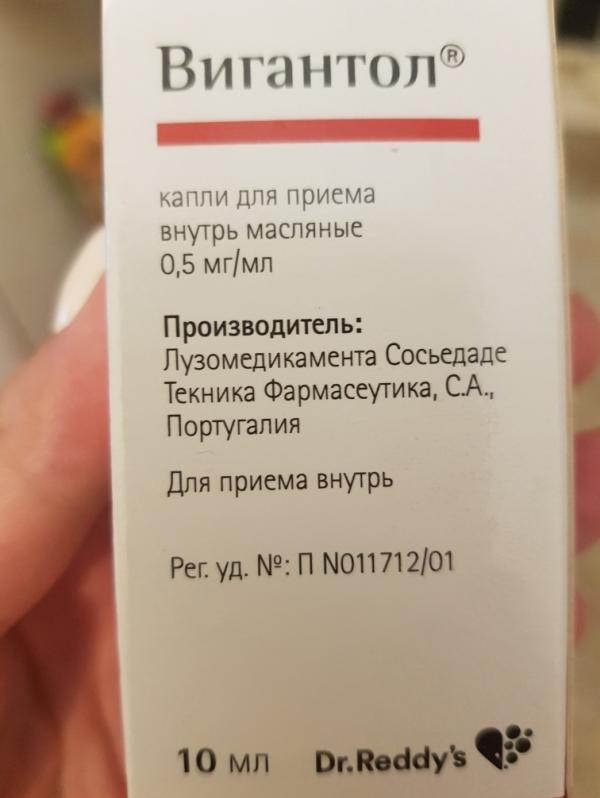 Вигантол®
капли для приема
внутрь масляные
0,5 мг/мл
Производитель:
Лузомедикамента Сосьедаде
Текника Фармасеутика, С.А.,
Португалия
Для приема внутрь
Рег. уд. №: П N011712/01
10 мл Dr.Reddy's